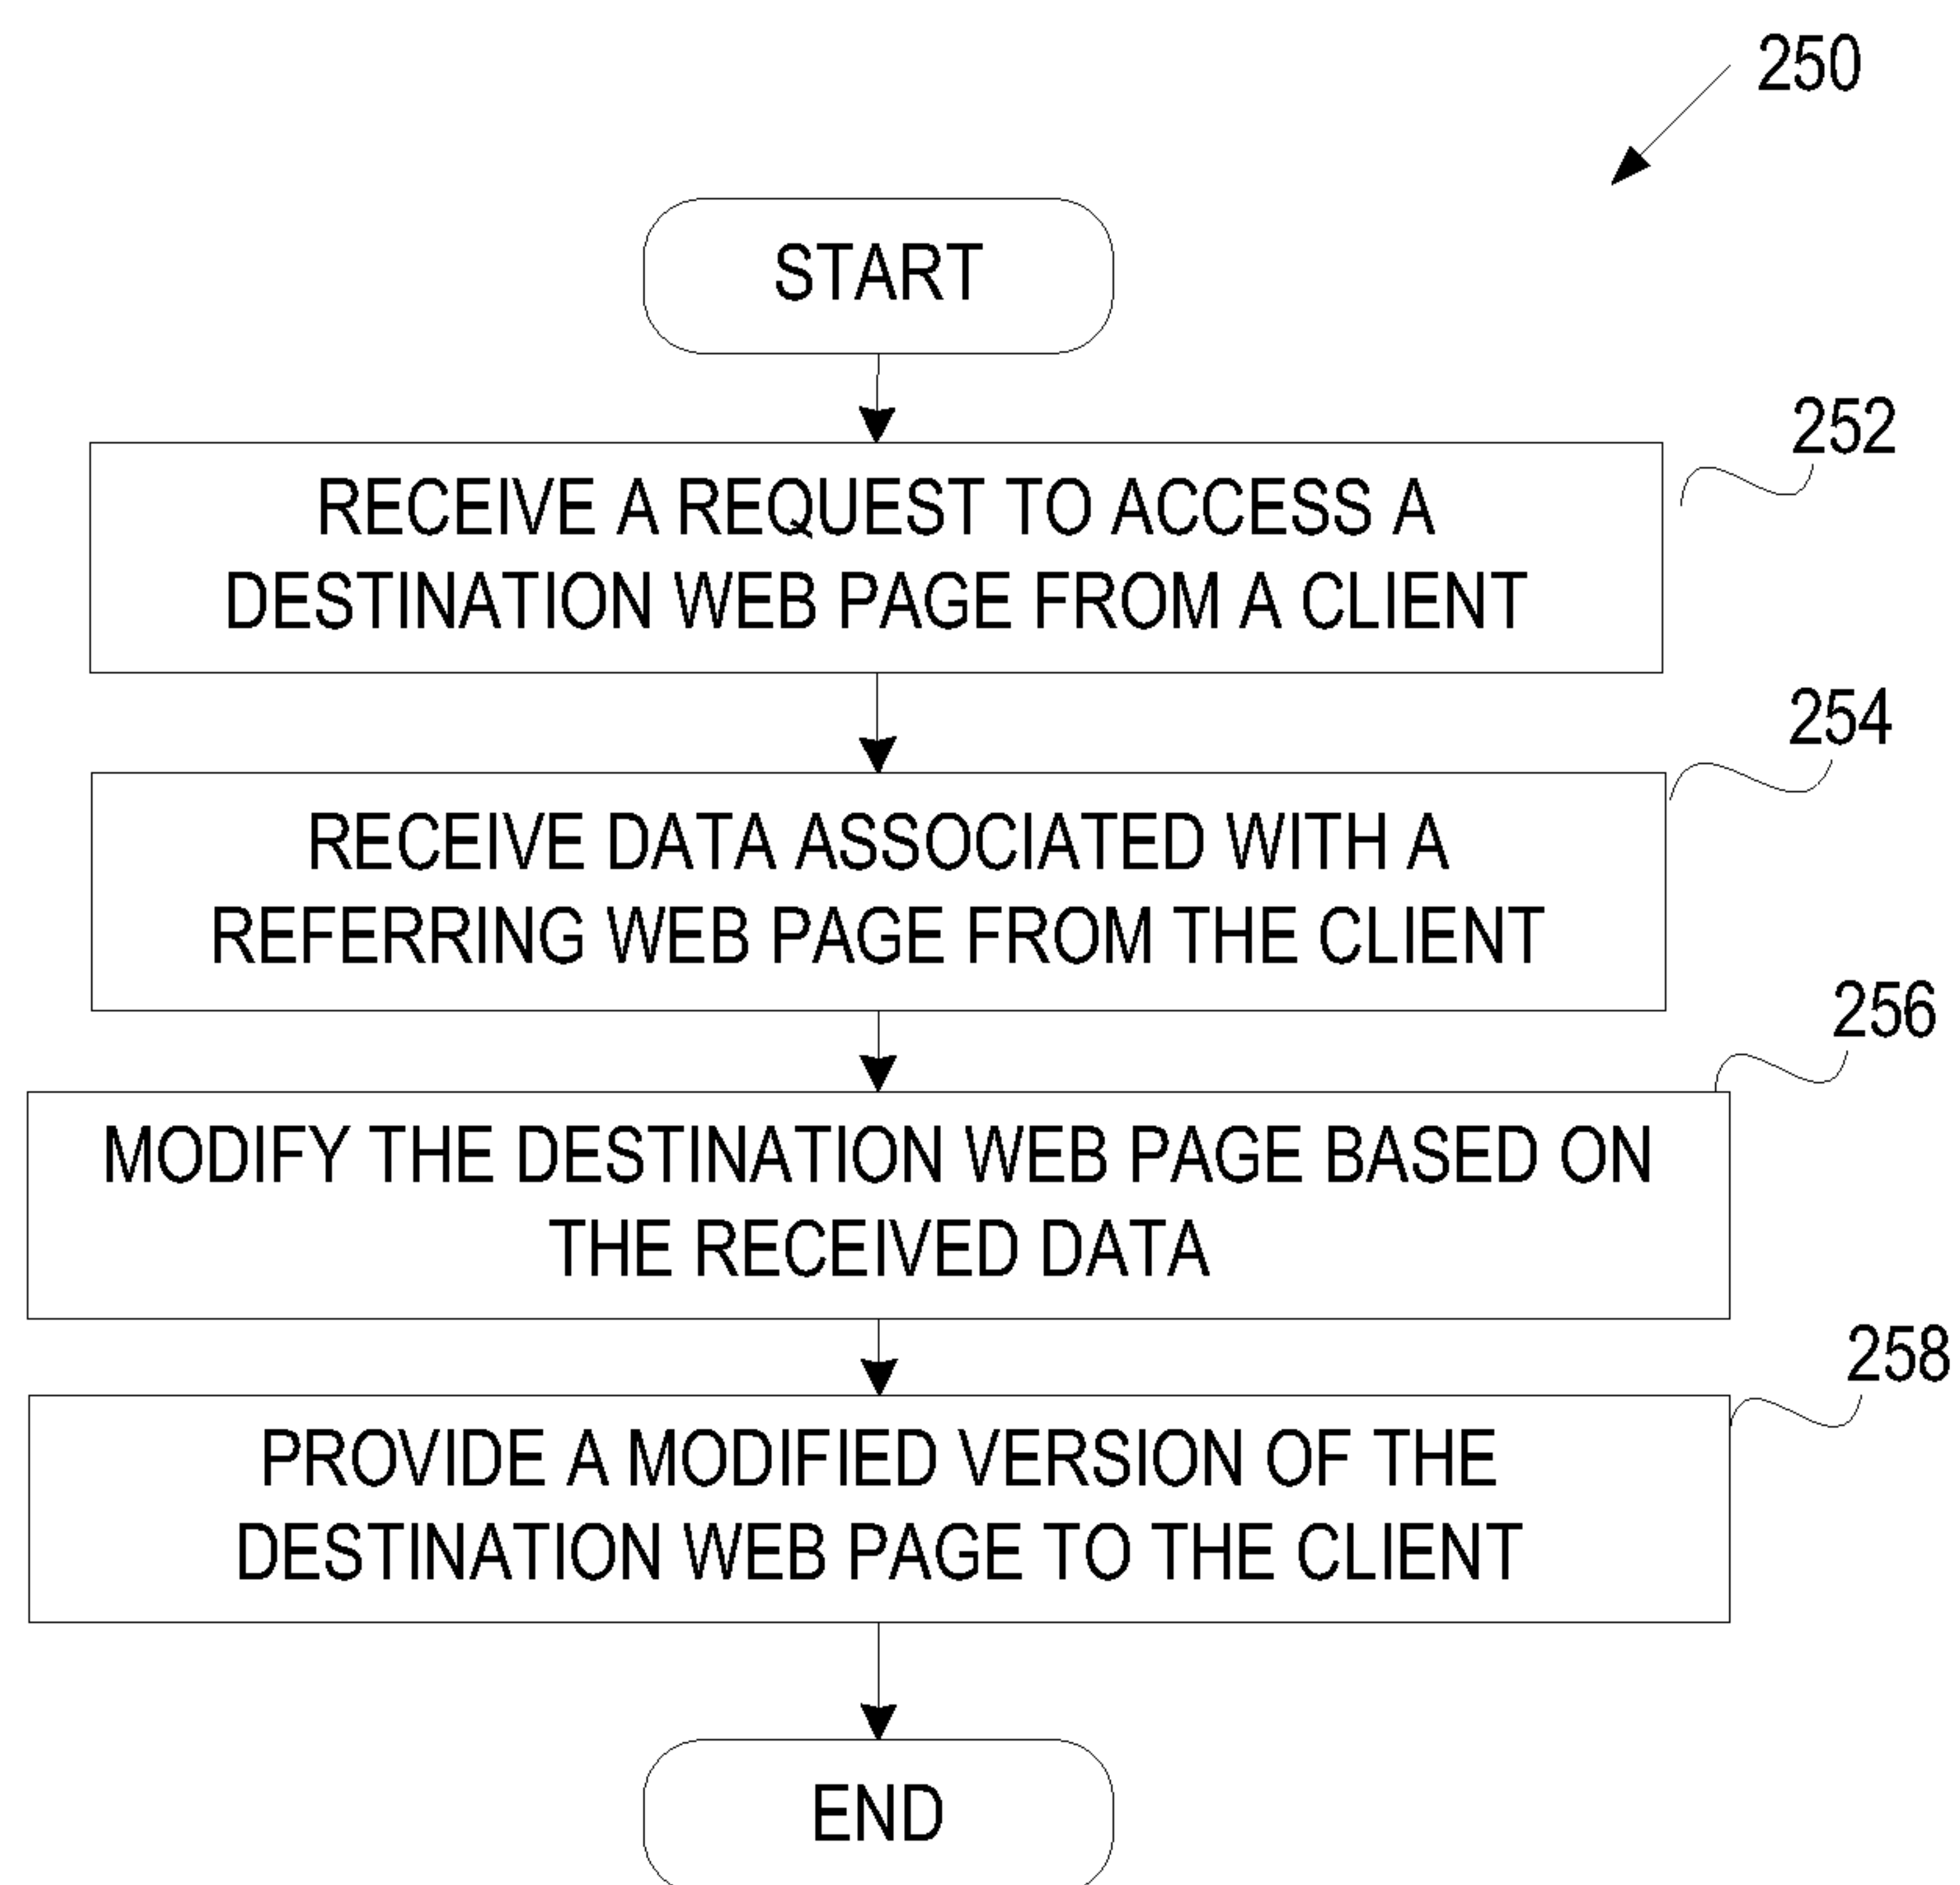 250
START
252
RECEIVE A REQUEST TO ACCESS A
DESTINATION WEB PAGE FROM A CLIENT
254
RECEIVE DATA ASSOCIATED WITH A
REFERRING WEB PAGE FROM THE CLIENT
256
MODIFY THE DESTINATION WEB PAGE BASED ON
THE RECEIVED DATA
258
PROVIDE A MODIFIED VERSION OF THE
DESTINATION WEB PAGE TO THE CLIENT
END